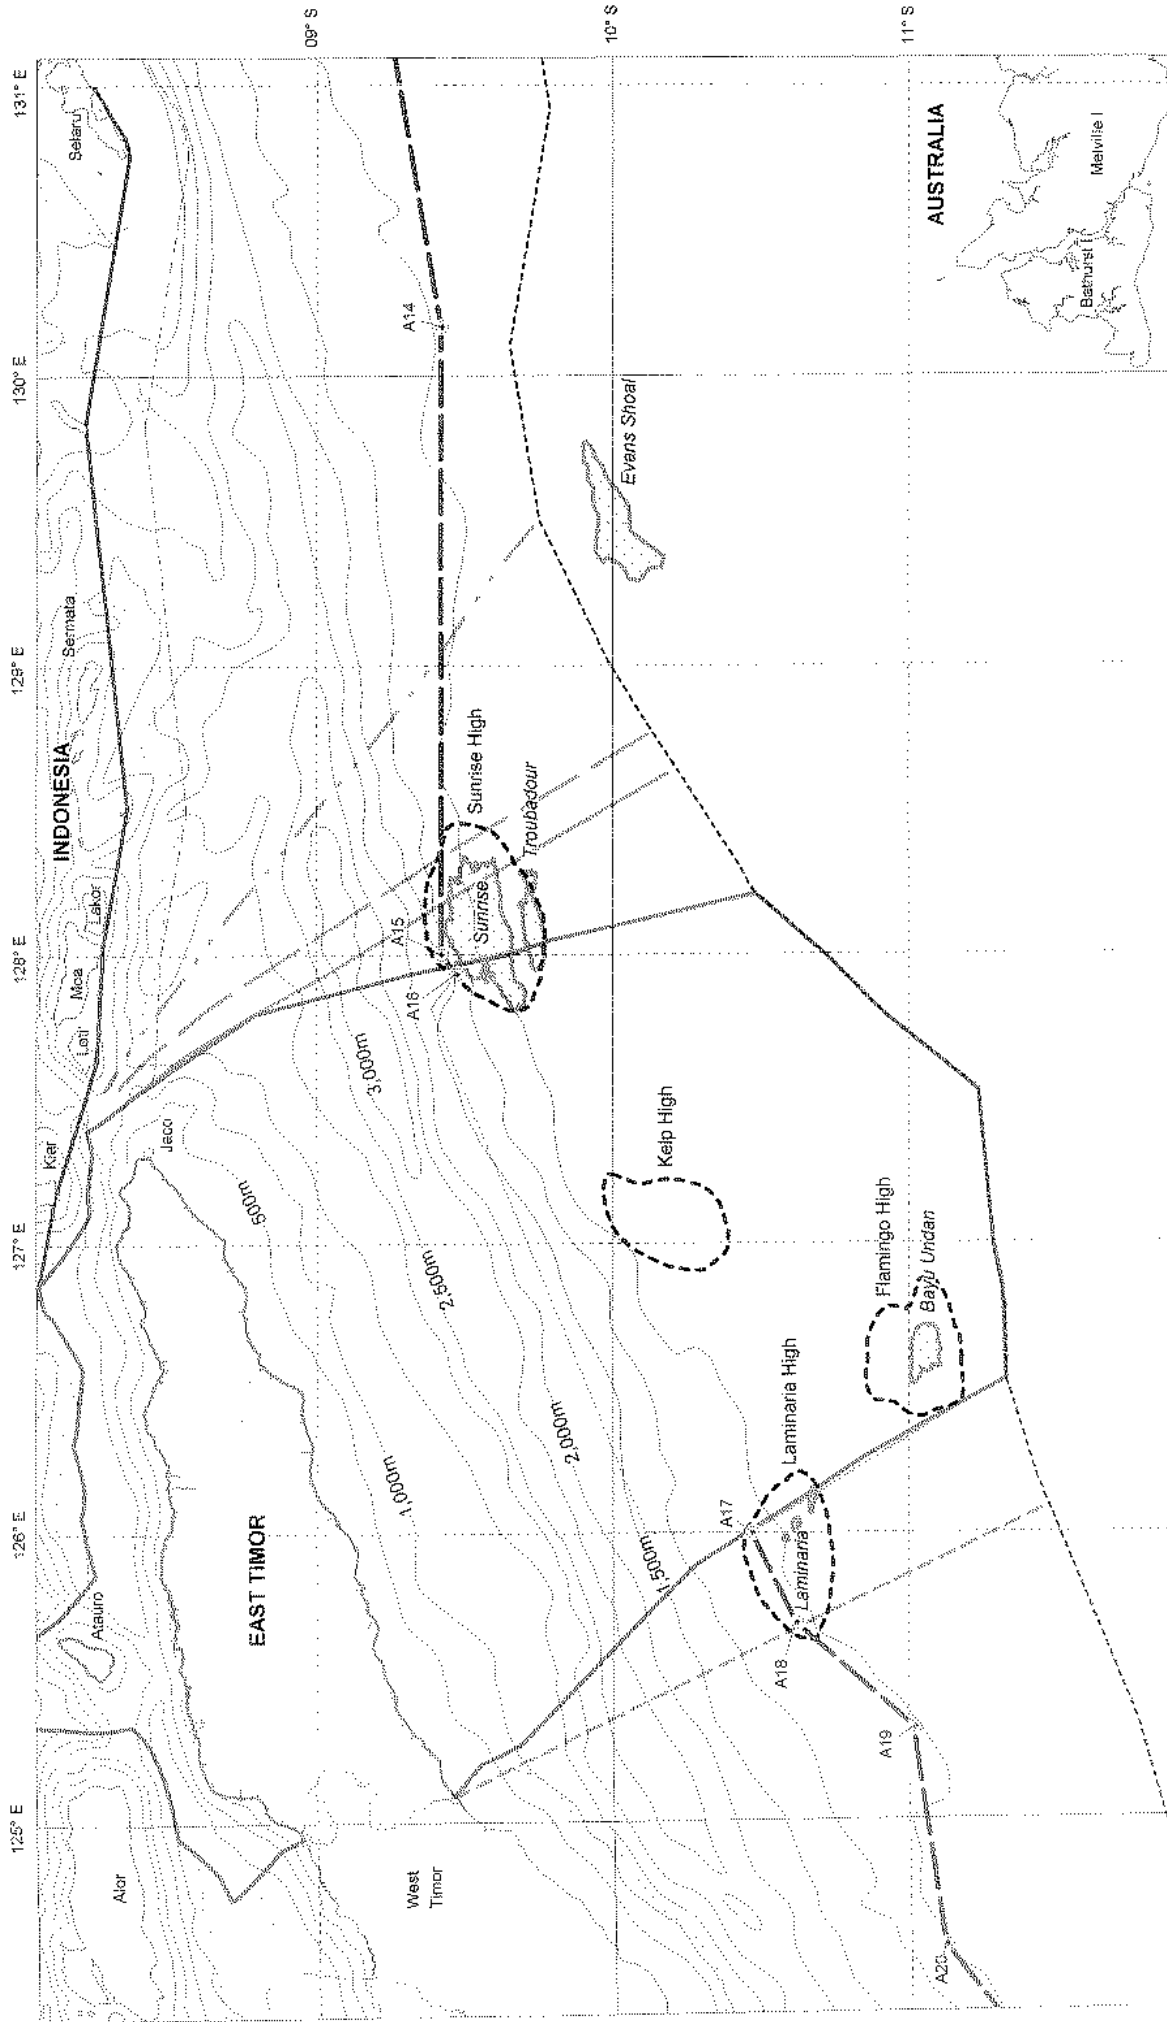 125° E
126° E
127° E
128° E
129° E
130° E
131° E
09° S
10° S
11° S
Alor
Atauro
Leti
Moa
Lakor
INDONESIA
Sermata
Selaru
EAST TIMOR
Jaco
West
Timor
500m
1,000m
2,500m
3,000m
2,000m
1,500m
A14
A15
A16
A17
A18
A19
A20
Sunrise High
Sunrise
Troubadour
Evans Shoal
Kelp High
Laminaria High
Laminaria
Flamingo High
Bayu Undan
AUSTRALIA
Bathurst I
Melville I